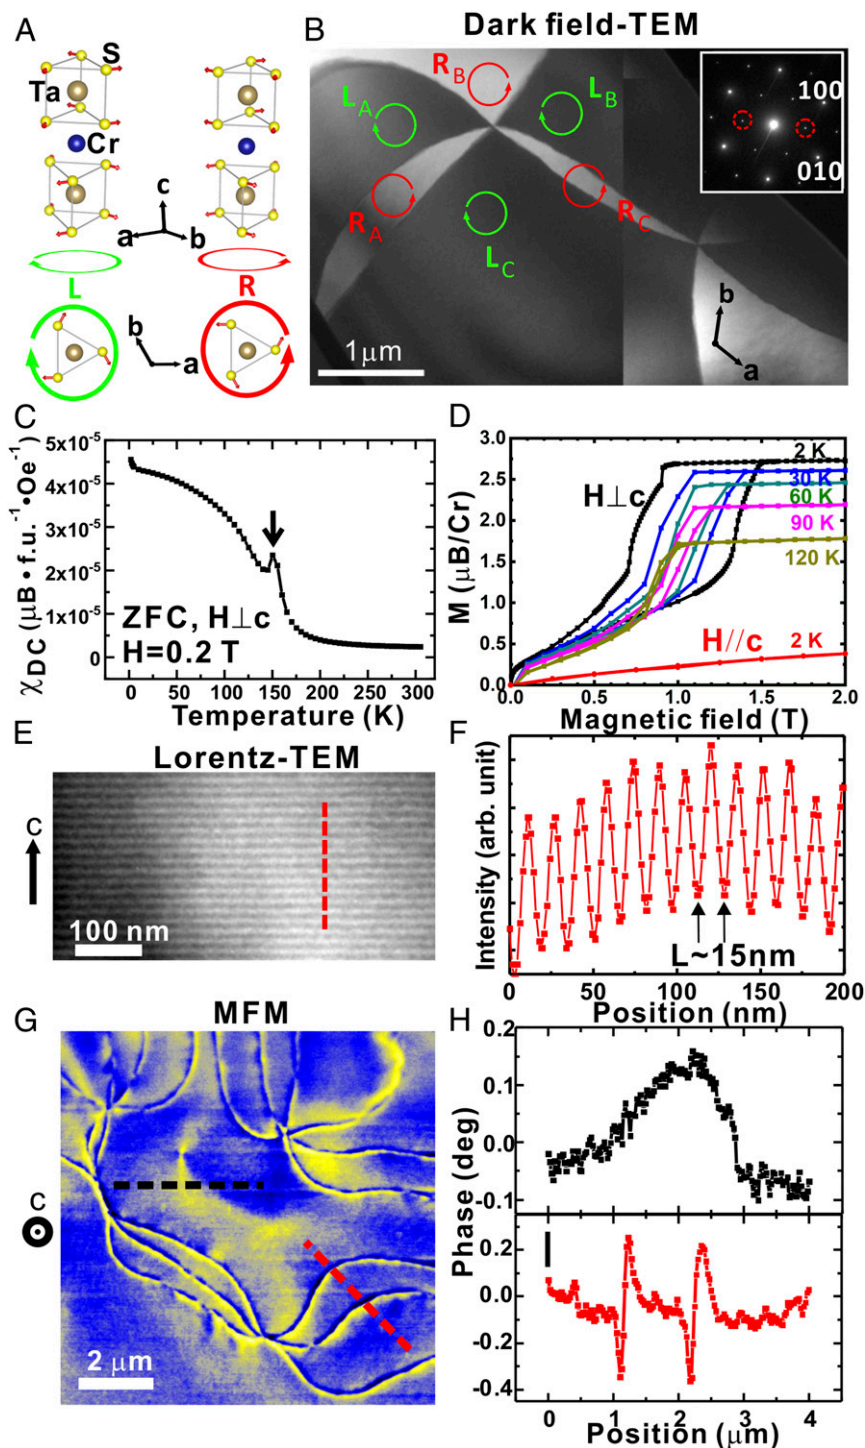 A
S
Ta
Cr
c
a
b
L
R
b
a
B
Dark field-TEM
R_B
L_A
L_B
R_A
L_C
R_C
100
010
b
a
1μm
C
χ_DC (μB•f.u.⁻¹•Oe⁻¹)
5x10⁻⁵
4x10⁻⁵
3x10⁻⁵
2x10⁻⁵
1x10⁻⁵
0
ZFC, H⊥c
H=0.2 T
0 50 100 150 200 250 300
Temperature (K)
D
M (μB/Cr)
3.0
2.5
2.0
1.5
1.0
0.5
0.0
H⊥c
2 K
30 K
60 K
90 K
120 K
H//c
2 K
0.0 0.5 1.0 1.5 2.0
Magnetic field (T)
E
Lorentz-TEM
c
100 nm
F
Intensity (arb. unit)
L~15nm
0 50 100 150 200
Position (nm)
G
MFM
c
2 μm
H
Phase (deg)
0.2
0.1
0.0
-0.1
0.2
0.0
-0.2
-0.4
0 1 2 3 4
Position (μm)